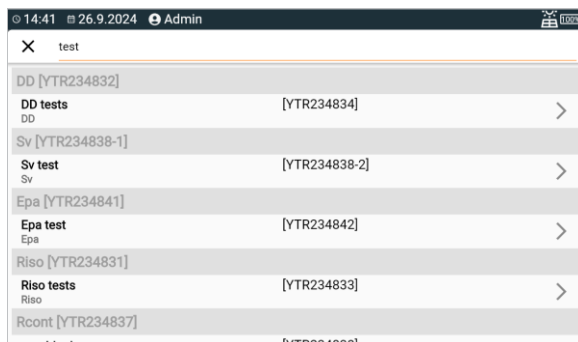 14:41 26.9.2024 Admin 100%
test
DD [YTR234832]
DD tests [YTR234834]
DD
Sv [YTR234838-1]
Sv test [YTR234838-2]
Sv
Epa [YTR234841]
Epa test [YTR234842]
Epa
Riso [YTR234831]
Riso tests [YTR234833]
Riso
Rcont [YTR234837]